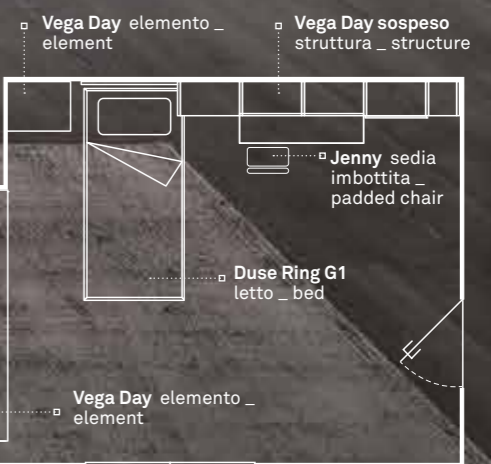 Vega Day elemento _
element
Vega Day sospeso
struttura _ structure
Jenny sedia
imbottita _
padded chair
Duse Ring G1
letto _ bed
Vega Day elemento _
element